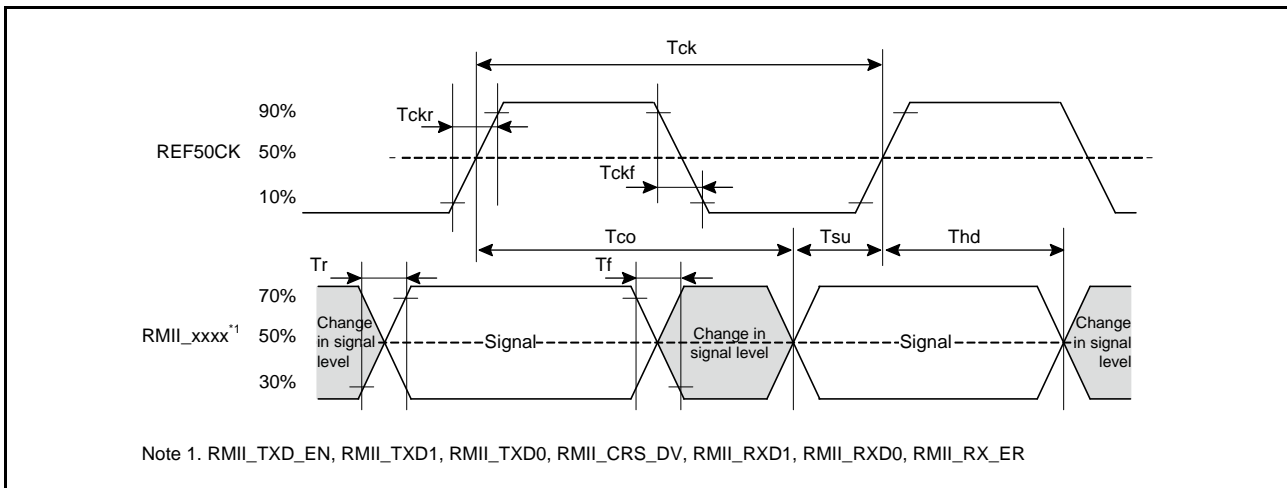 Tck
90%
Tckr
REF50CK
50%
Tckf
10%
Tco
Tsu
Thd
Tr
Tf
70%
RMII_xxxx*1
50%
30%
Change
in signal
level
Signal
Change in
signal level
Signal
Change
in signal
level
Note 1. RMII_TXD_EN, RMII_TXD1, RMII_TXD0, RMII_CRS_DV, RMII_RXD1, RMII_RXD0, RMII_RX_ER